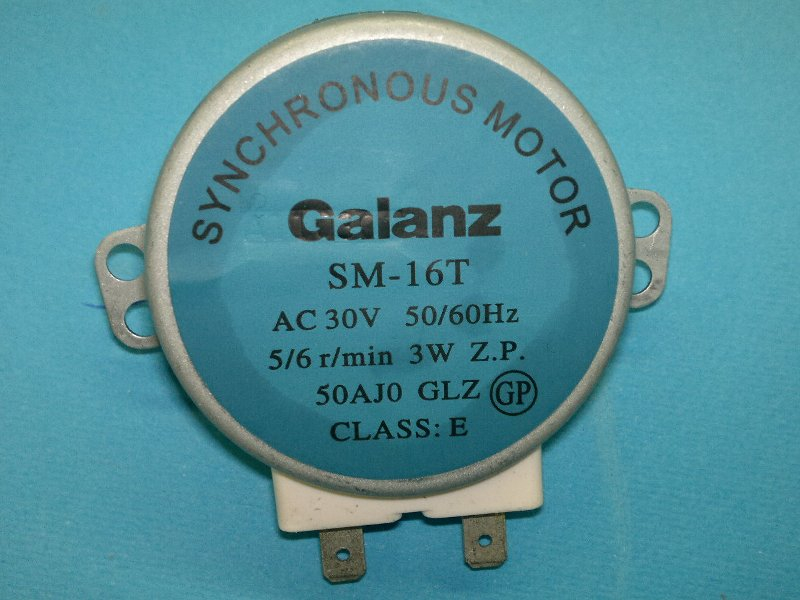 SYNCHRONOUS MOTOR
Galanz
SM-16T
AC 30V 50/60Hz
5/6 r/min 3W Z.P.
50AJ0 GLZ GP
CLASS: E